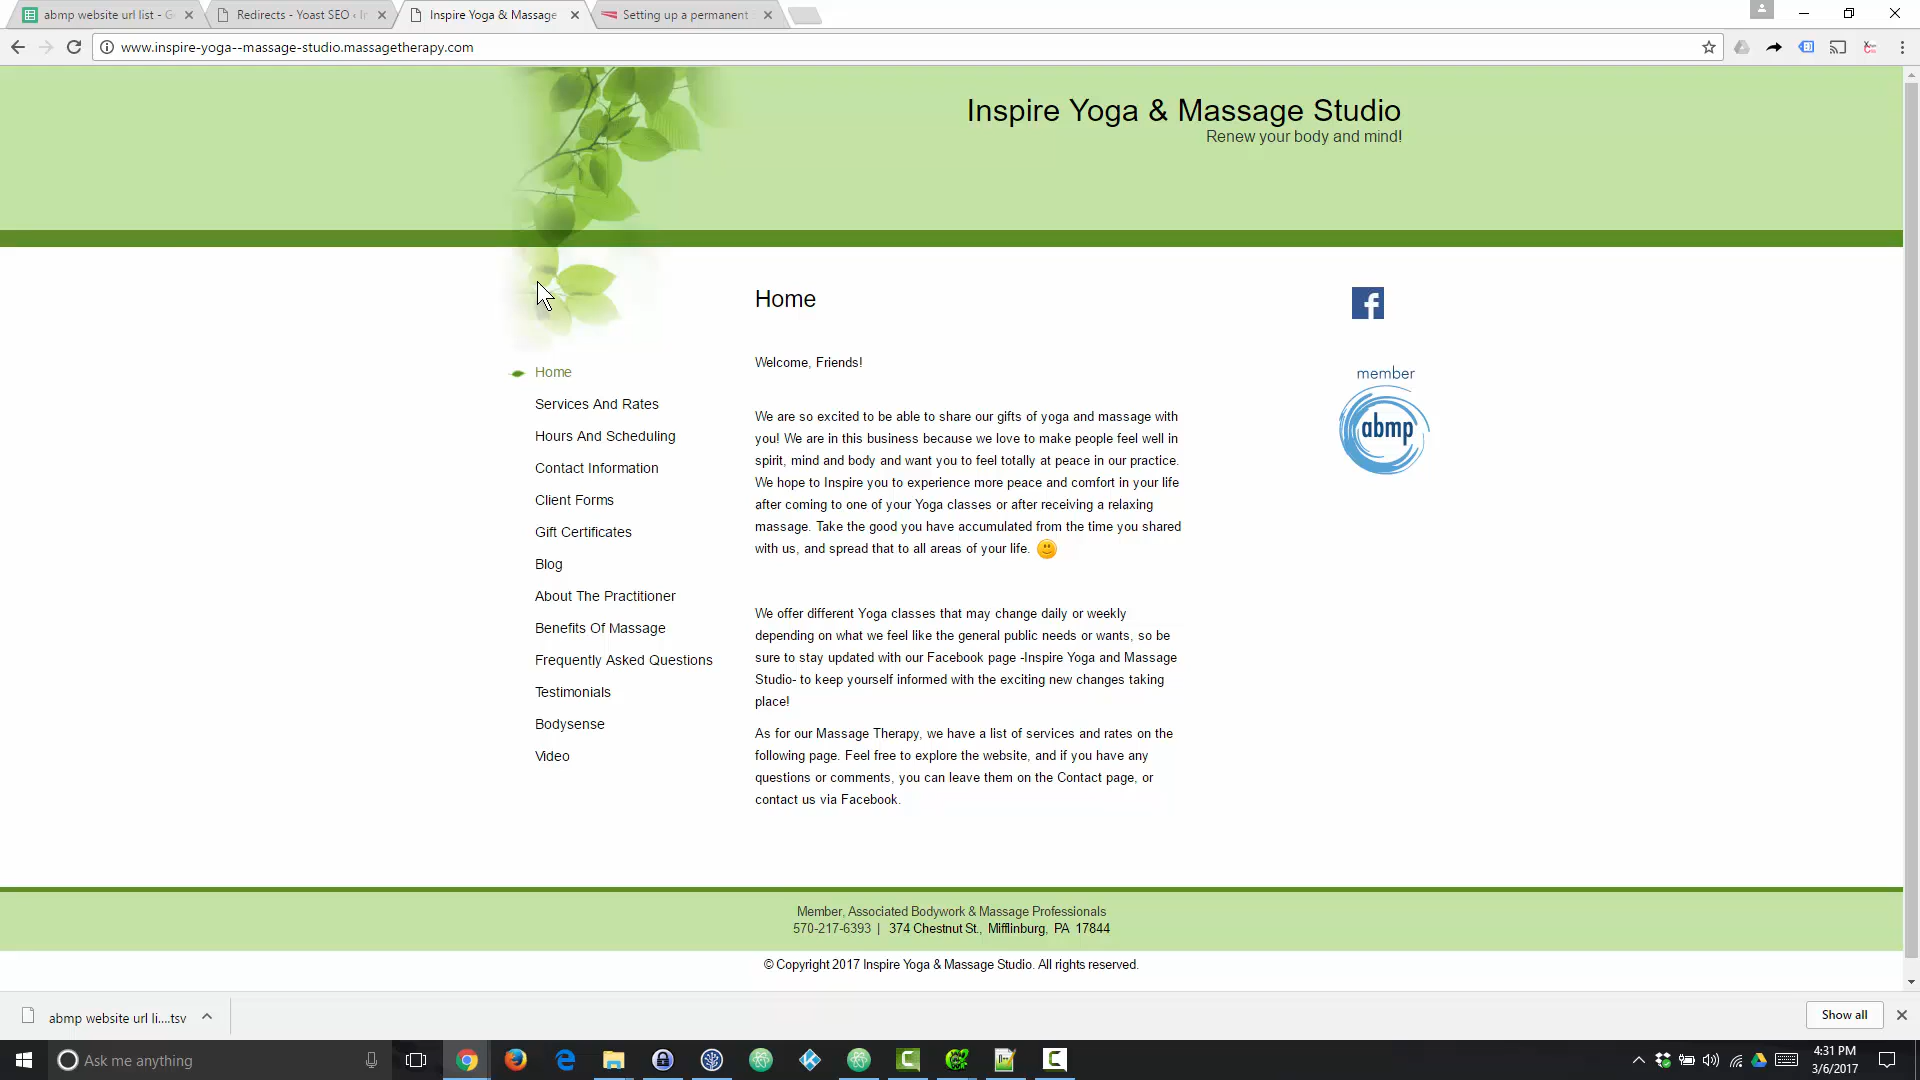 abmp website url list - G
Redirects - Yoast SEO ‹ I
Inspire Yoga & Massage
Setting up a permanent
www.inspire-yoga--massage-studio.massagetherapy.com
Inspire Yoga & Massage Studio
Renew your body and mind!
Home
Services And Rates
Hours And Scheduling
Contact Information
Client Forms
Gift Certificates
Blog
About The Practitioner
Benefits Of Massage
Frequently Asked Questions
Testimonials
Bodysense
Video
Home
Welcome, Friends!
We are so excited to be able to share our gifts of yoga and massage with
you! We are in this business because we love to make people feel well in
spirit, mind and body and want you to feel totally at peace in our practice.
We hope to Inspire you to experience more peace and comfort in your life
after coming to one of your Yoga classes or after receiving a relaxing
massage. Take the good you have accumulated from the time you shared
with us, and spread that to all areas of your life.
We offer different Yoga classes that may change daily or weekly
depending on what we feel like the general public needs or wants, so be
sure to stay updated with our Facebook page -Inspire Yoga and Massage
Studio- to keep yourself informed with the exciting new changes taking
place!
As for our Massage Therapy, we have a list of services and rates on the
following page. Feel free to explore the website, and if you have any
questions or comments, you can leave them on the Contact page, or
contact us via Facebook.
member
abmp
Member, Associated Bodywork & Massage Professionals
570-217-6393 | 374 Chestnut St., Mifflinburg, PA 17844
© Copyright 2017 Inspire Yoga & Massage Studio. All rights reserved.
abmp website url li....tsv
Show all
Ask me anything
4:31 PM
3/6/2017